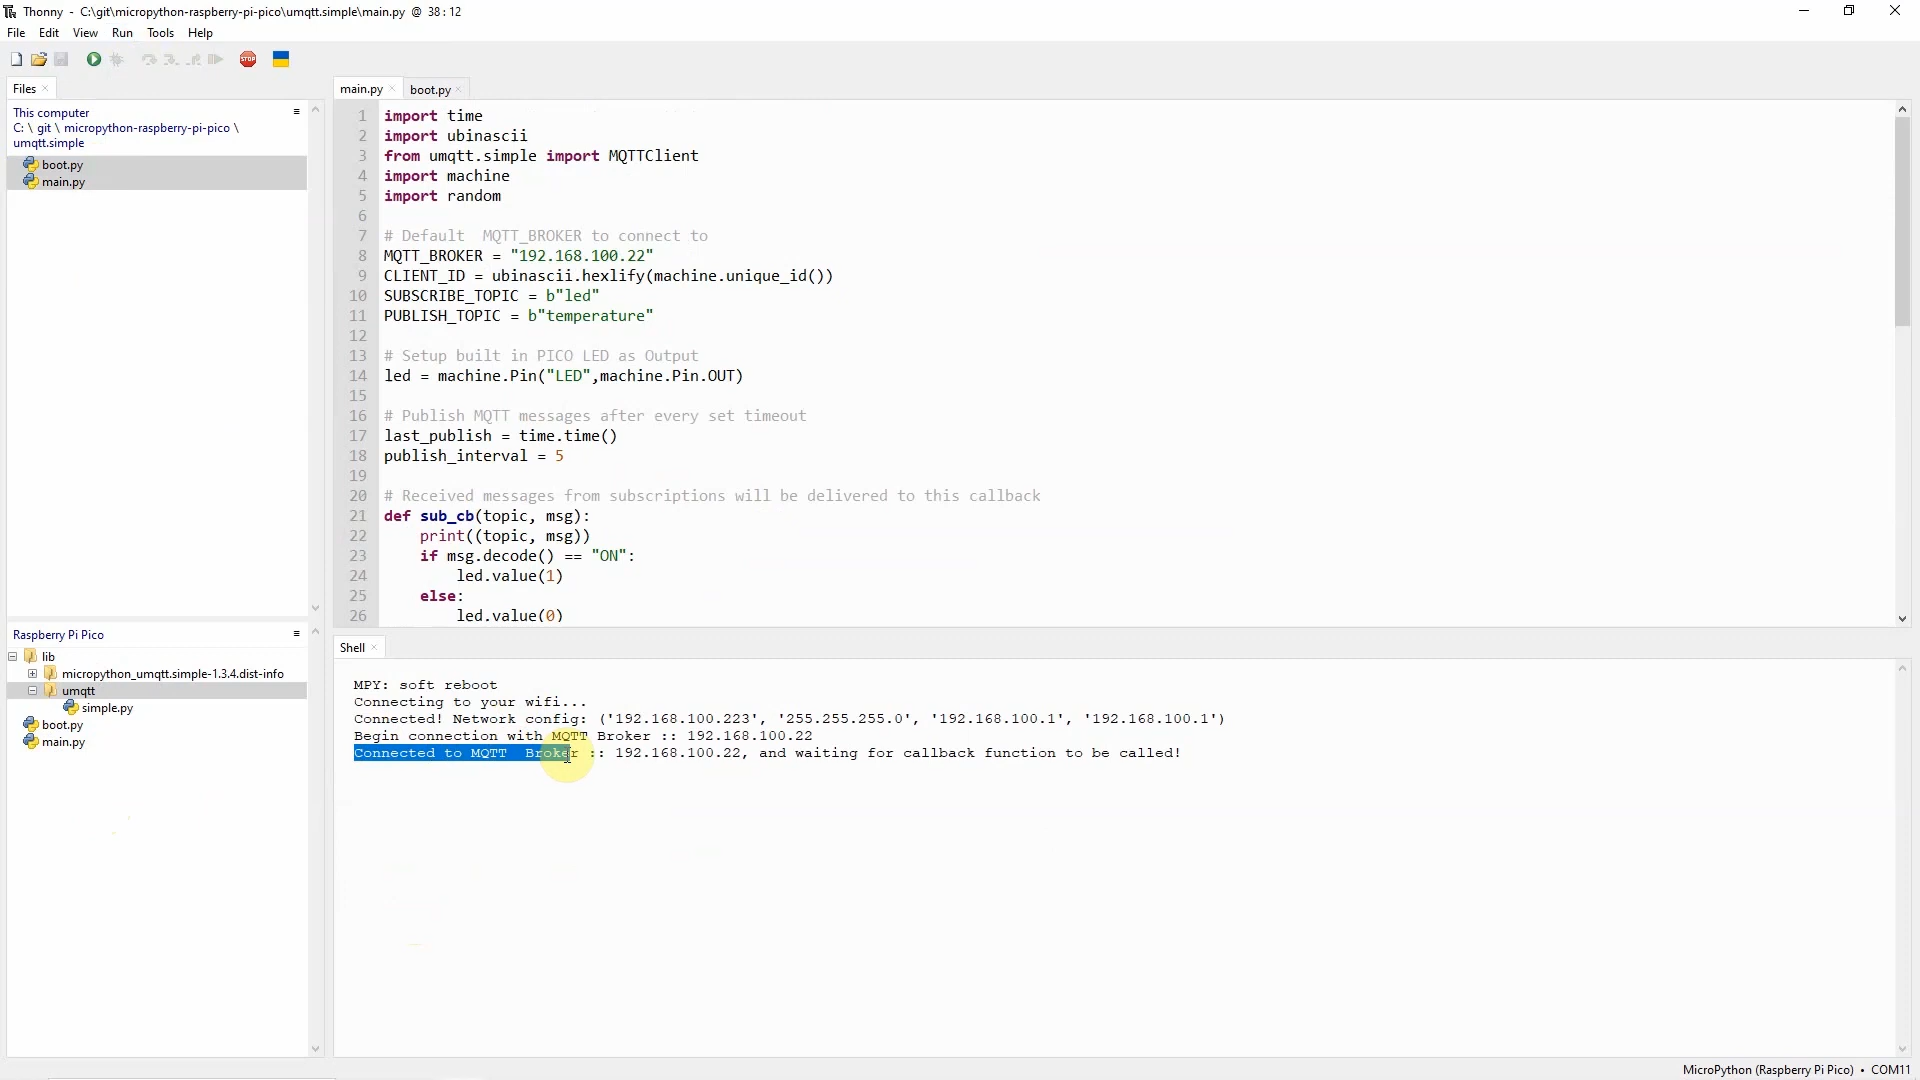 Thonny - C:\git\micropython-raspberry-pi-pico\umqtt.simple\main.py @ 38:12
File Edit View Run Tools Help
STOP
Files
This computer
C: \ git \ micropython-raspberry-pi-pico \
umqtt.simple
boot.py
main.py
Raspberry Pi Pico
lib
micropython_umqtt.simple-1.3.4.dist-info
umqtt
simple.py
boot.py
main.py
main.py boot.py
1 import time
2 import ubinascii
3 from umqtt.simple import MQTTClient
4 import machine
5 import random
6
7 # Default  MQTT_BROKER to connect to
8 MQTT_BROKER = "192.168.100.22"
9 CLIENT_ID = ubinascii.hexlify(machine.unique_id())
10 SUBSCRIBE_TOPIC = b"led"
11 PUBLISH_TOPIC = b"temperature"
12
13 # Setup built in PICO LED as Output
14 led = machine.Pin("LED",machine.Pin.OUT)
15
16 # Publish MQTT messages after every set timeout
17 last_publish = time.time()
18 publish_interval = 5
19
20 # Received messages from subscriptions will be delivered to this callback
21 def sub_cb(topic, msg):
22     print((topic, msg))
23     if msg.decode() == "ON":
24         led.value(1)
25     else:
26         led.value(0)
Shell
MPY: soft reboot
Connecting to your wifi...
Connected! Network config: ('192.168.100.223', '255.255.255.0', '192.168.100.1', '192.168.100.1')
Begin connection with MQTT Broker :: 192.168.100.22
Connected to MQTT  Broker :: 192.168.100.22, and waiting for callback function to be called!
MicroPython (Raspberry Pi Pico) • COM11